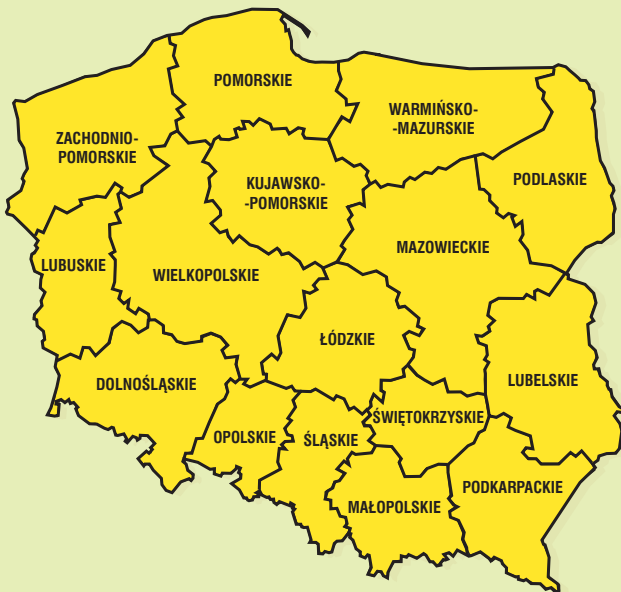 POMORSKIE
WARMIŃSKO-
-MAZURSKIE
ZACHODNIO-
POMORSKIE
PODLASKIE
KUJAWSKO-
-POMORSKIE
MAZOWIECKIE
LUBUSKIE
WIELKOPOLSKIE
ŁÓDZKIE
DOLNOŚLĄSKIE
LUBELSKIE
ŚWIĘTOKRZYSKIE
OPOLSKIE
ŚLĄSKIE
PODKARPACKIE
MAŁOPOLSKIE